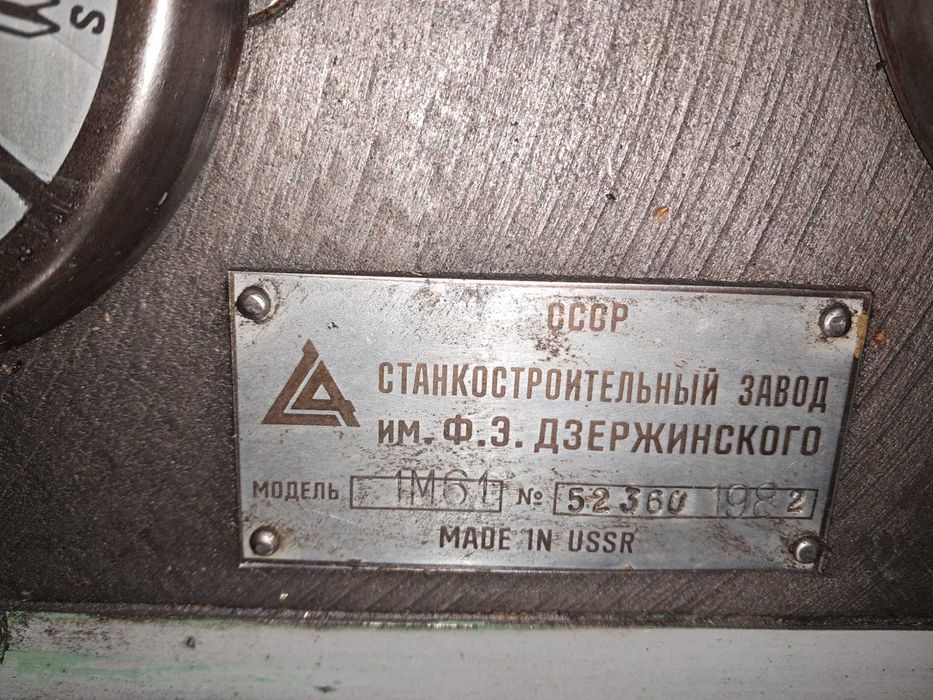 S
СССР
СТАНКОСТРОИТЕЛЬНЫЙ ЗАВОД
ИМ. Ф.Э. ДЗЕРЖИНСКОГО
МОДЕЛЬ 1М61 № 52360 1982
MADE IN USSR